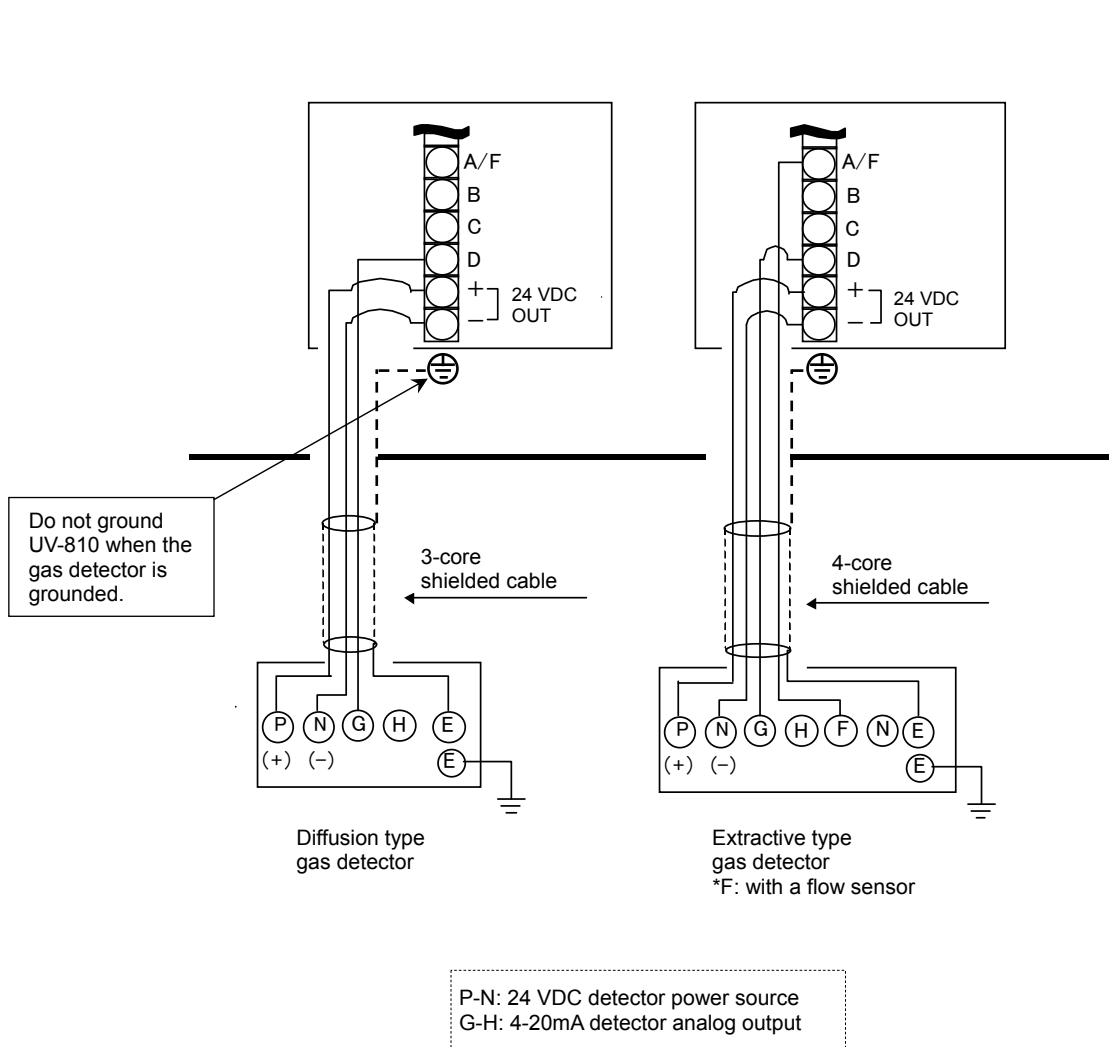 A/F
B
C
D
+
−
24 VDC
OUT
A/F
B
C
D
+
−
24 VDC
OUT
Do not ground
UV-810 when the
gas detector is
grounded.
3-core
shielded cable
4-core
shielded cable
P N G H E
(+) (−)
E
P N G H F N E
(+) (−)
E
Diffusion type
gas detector
Extractive type
gas detector
*F: with a flow sensor
P-N: 24 VDC detector power source
G-H: 4-20mA detector analog output